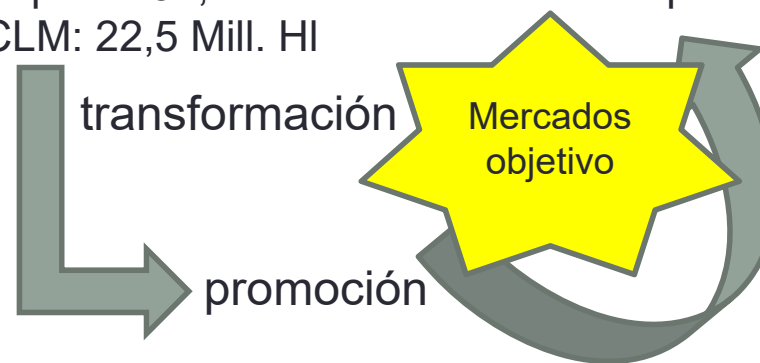 CLM: 22,5 Mill. Hl
transformación
Mercados
objetivo
promoción